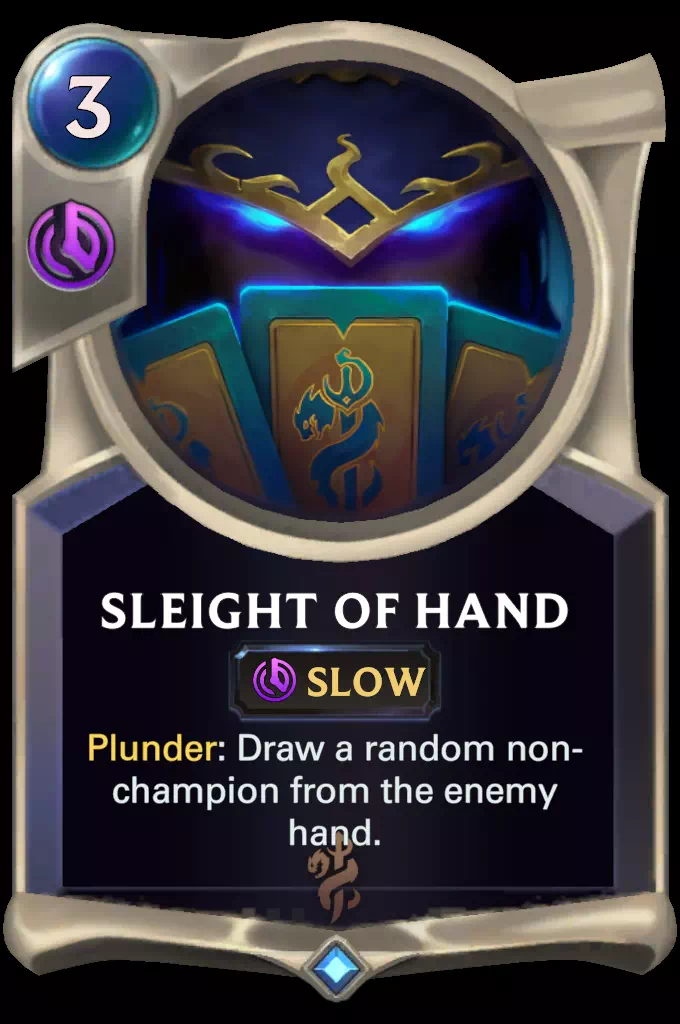 3
SLEIGHT OF HAND
SLOW
Plunder: Draw a random non-
champion from the enemy
hand.